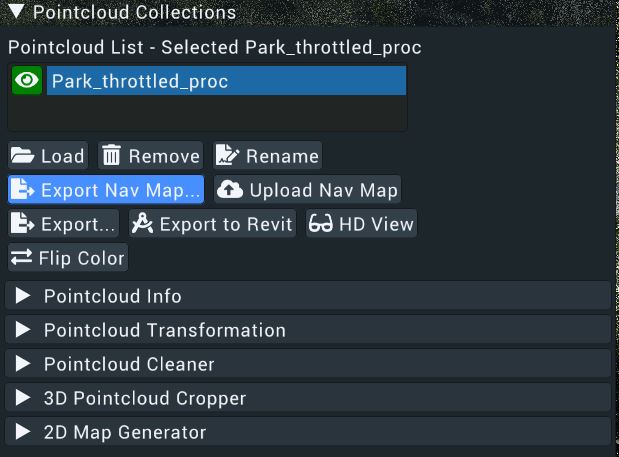 Pointcloud Collections
Pointcloud List - Selected Park_throttled_proc
Park_throttled_proc
Load Remove Rename
Export Nav Map... Upload Nav Map
Export... Export to Revit HD View
Flip Color
Pointcloud Info
Pointcloud Transformation
Pointcloud Cleaner
3D Pointcloud Cropper
2D Map Generator